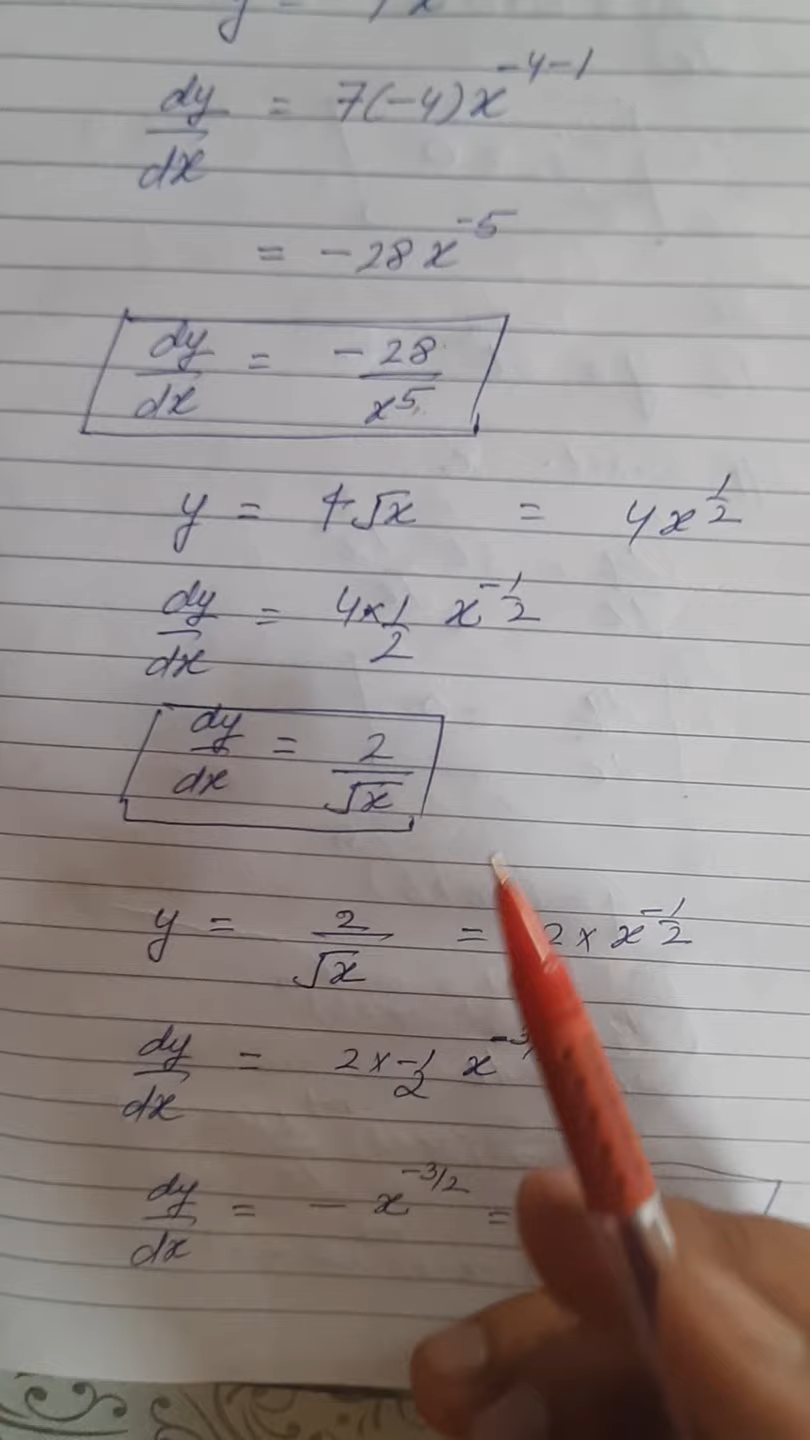 dy/dx = 7(-4)x^{-4-1}
= -28x^{-5}
dy/dx = -28/x^5
y = 4√x = 4x^{1/2}
dy/dx = 4×1/2 x^{-1/2}
dy/dx = 2/√x
y = 2/√x = 2 × x^{-1/2}
dy/dx = 2 × -1/2 x^{-3/
dy/dx = - x^{-3/2} =